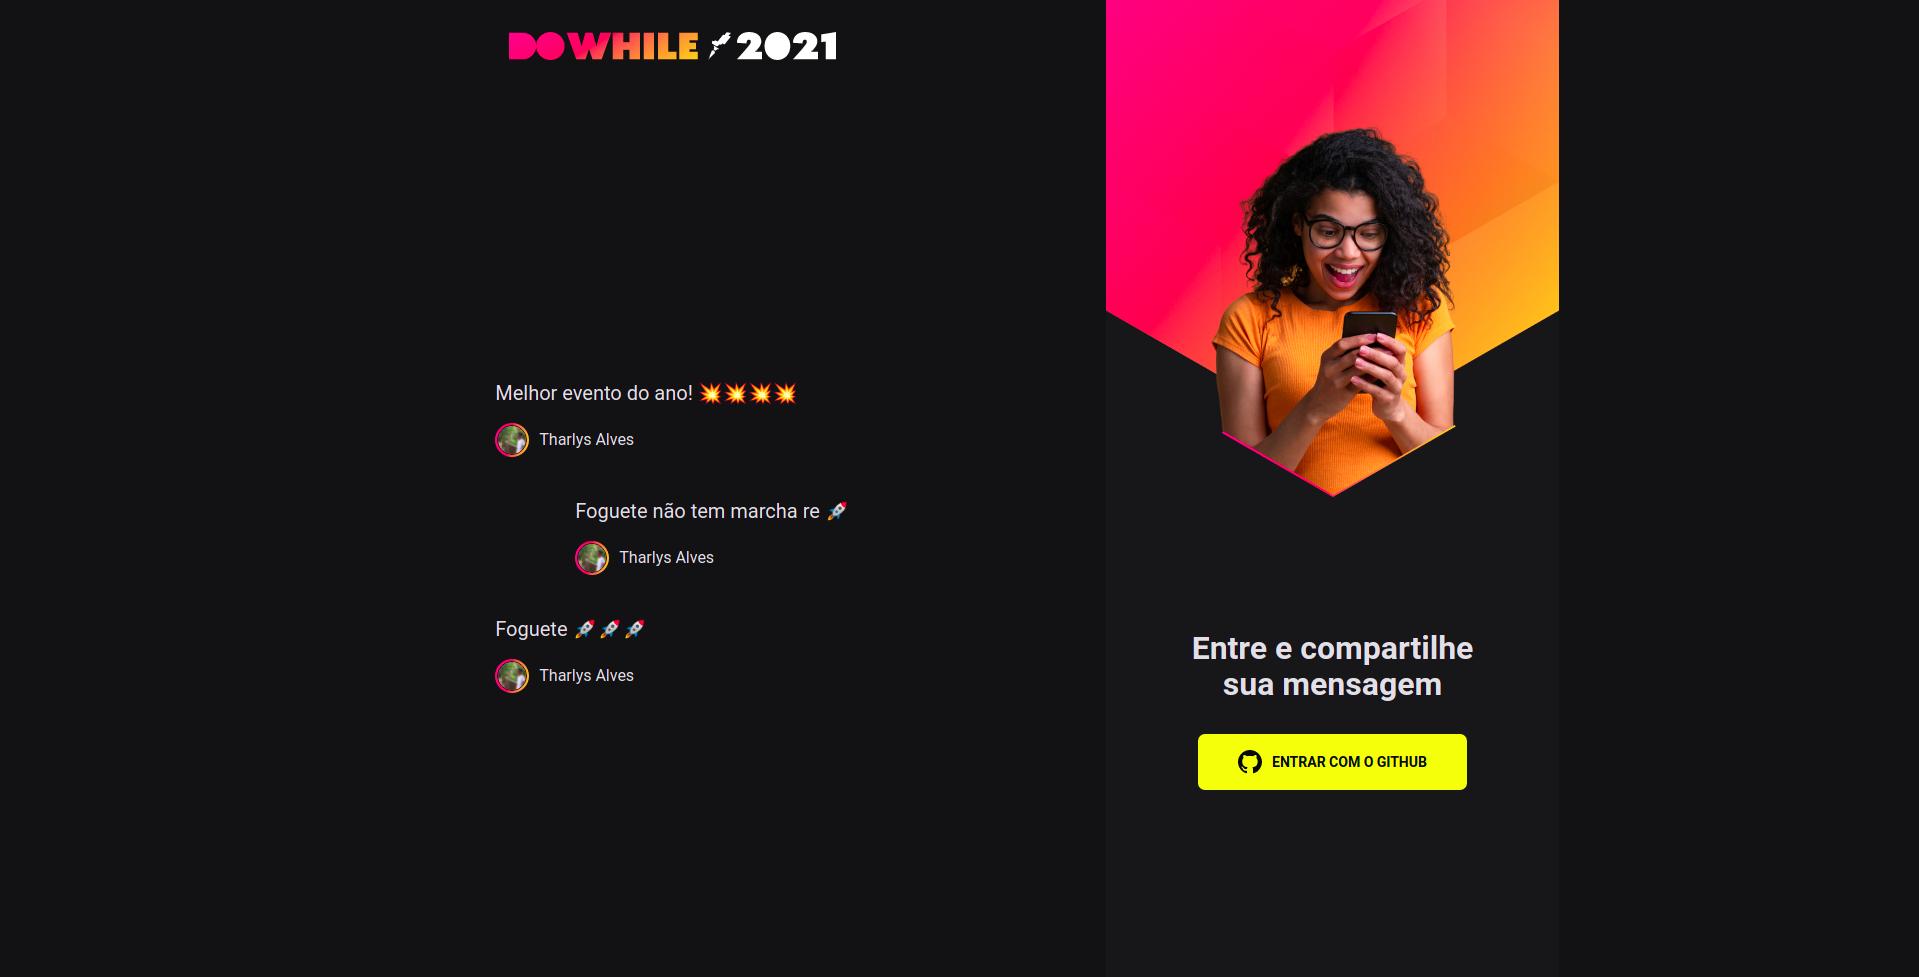 DOWHILE 2021
Melhor evento do ano! 💥💥💥💥
Tharlys Alves
Foguete não tem marcha re 🚀
Tharlys Alves
Foguete 🚀🚀🚀
Tharlys Alves
Entre e compartilhe
sua mensagem
ENTRAR COM O GITHUB